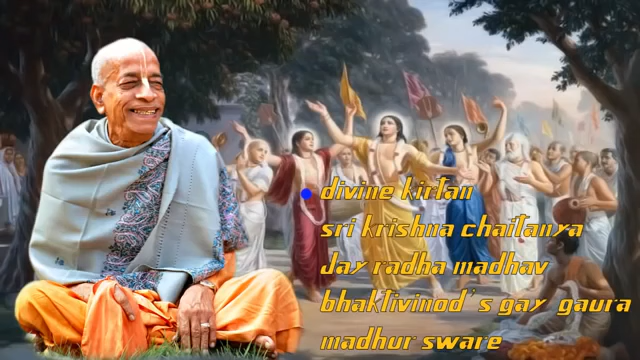 divine kirtan
sri krishna chaitanya
Jay radha madhav
bhaktivinod's gay gaura
madhur sware